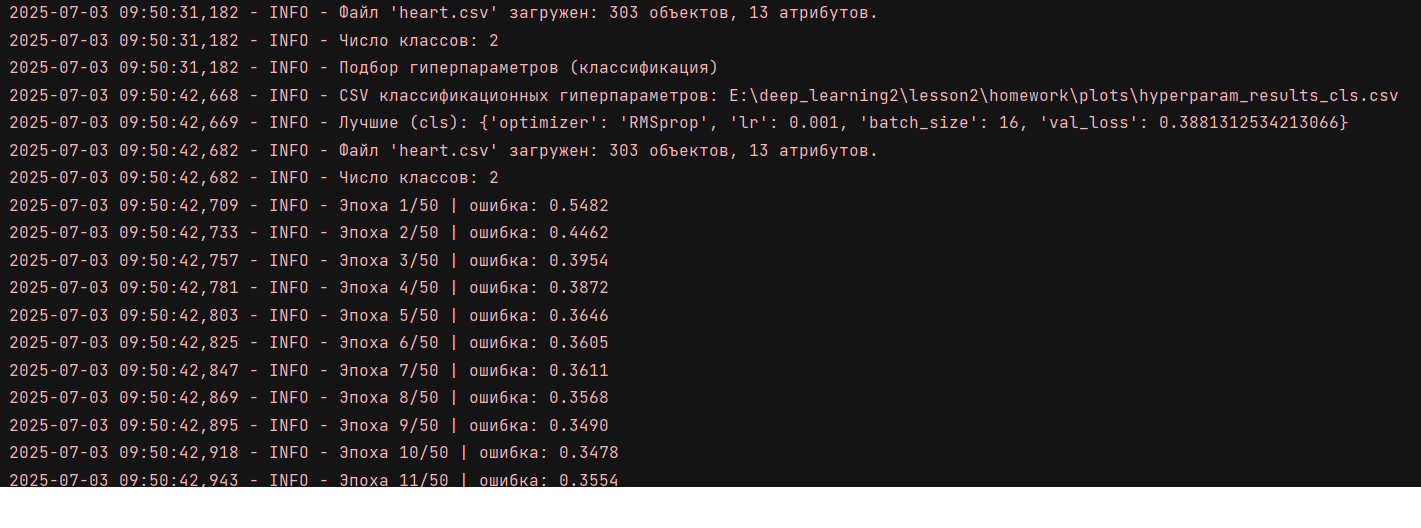 2025-07-03 09:50:31,182 - INFO - Файл 'heart.csv' загружен: 303 объектов, 13 атрибутов.
2025-07-03 09:50:31,182 - INFO - Число классов: 2
2025-07-03 09:50:31,182 - INFO - Подбор гиперпараметров (классификация)
2025-07-03 09:50:42,668 - INFO - CSV классификационных гиперпараметров: E:\deep_learning2\lesson2\homework\plots\hyperparam_results_cls.csv
2025-07-03 09:50:42,669 - INFO - Лучшие (cls): {'optimizer': 'RMSprop', 'lr': 0.001, 'batch_size': 16, 'val_loss': 0.3881312534213066}
2025-07-03 09:50:42,682 - INFO - Файл 'heart.csv' загружен: 303 объектов, 13 атрибутов.
2025-07-03 09:50:42,682 - INFO - Число классов: 2
2025-07-03 09:50:42,709 - INFO - Эпоха 1/50 | ошибка: 0.5482
2025-07-03 09:50:42,733 - INFO - Эпоха 2/50 | ошибка: 0.4462
2025-07-03 09:50:42,757 - INFO - Эпоха 3/50 | ошибка: 0.3954
2025-07-03 09:50:42,781 - INFO - Эпоха 4/50 | ошибка: 0.3872
2025-07-03 09:50:42,803 - INFO - Эпоха 5/50 | ошибка: 0.3646
2025-07-03 09:50:42,825 - INFO - Эпоха 6/50 | ошибка: 0.3605
2025-07-03 09:50:42,847 - INFO - Эпоха 7/50 | ошибка: 0.3611
2025-07-03 09:50:42,869 - INFO - Эпоха 8/50 | ошибка: 0.3568
2025-07-03 09:50:42,895 - INFO - Эпоха 9/50 | ошибка: 0.3490
2025-07-03 09:50:42,918 - INFO - Эпоха 10/50 | ошибка: 0.3478
2025-07-03 09:50:42,943 - INFO - Эпоха 11/50 | ошибка: 0.3554